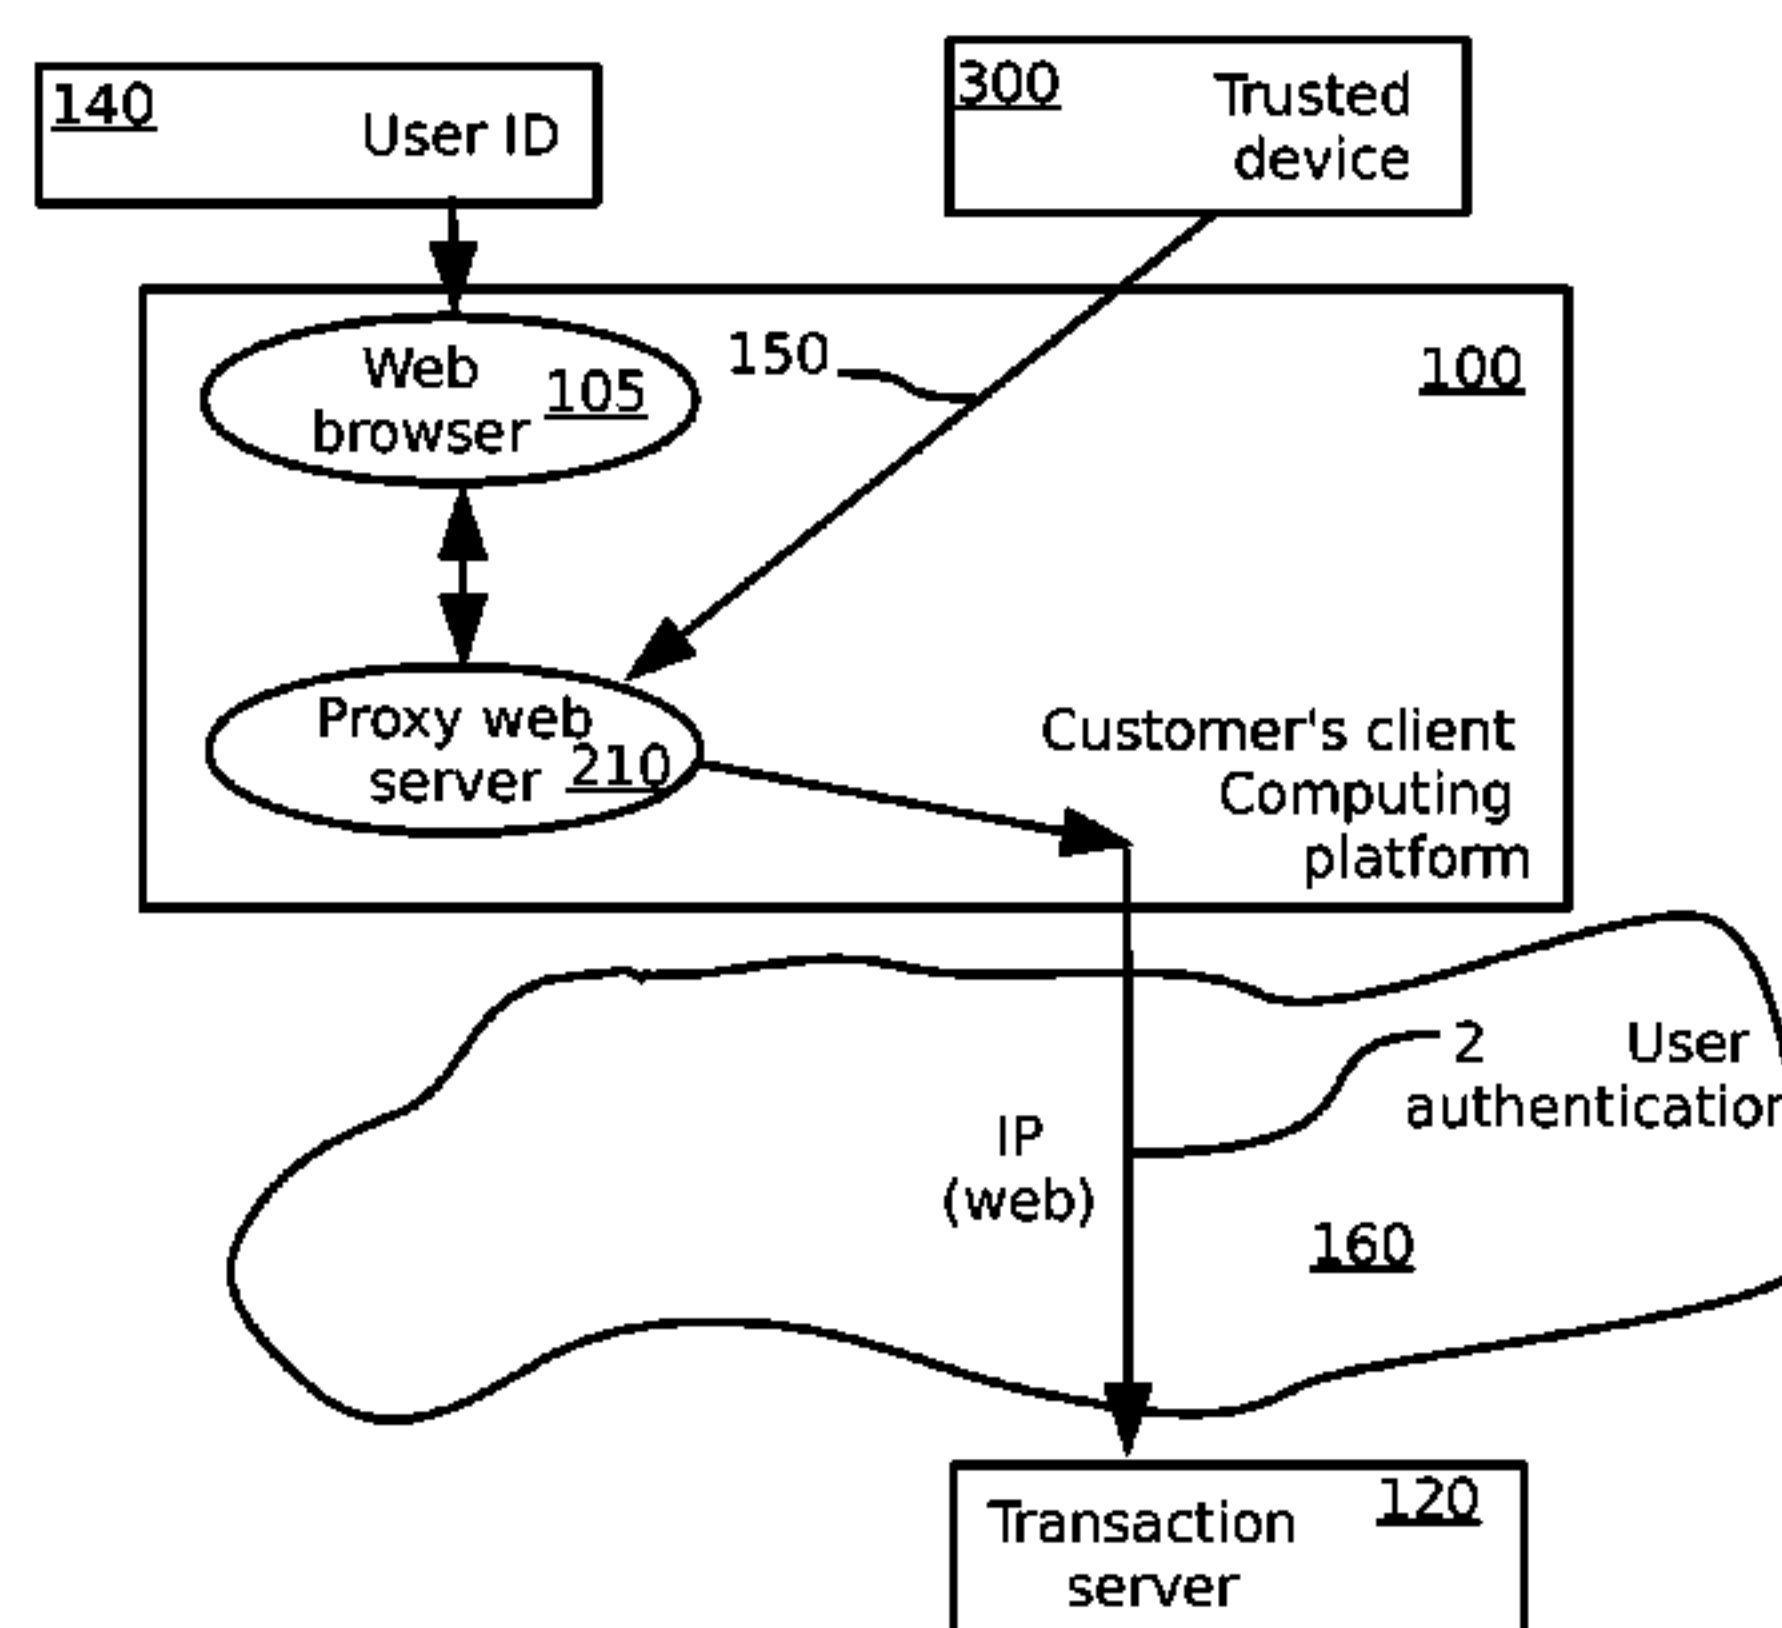 140
User ID
300
Trusted
device
Web
browser
105
150
100
Proxy web
server
210
Customer's client
Computing
platform
2
User
authentication
IP
(web)
160
Transaction
server
120